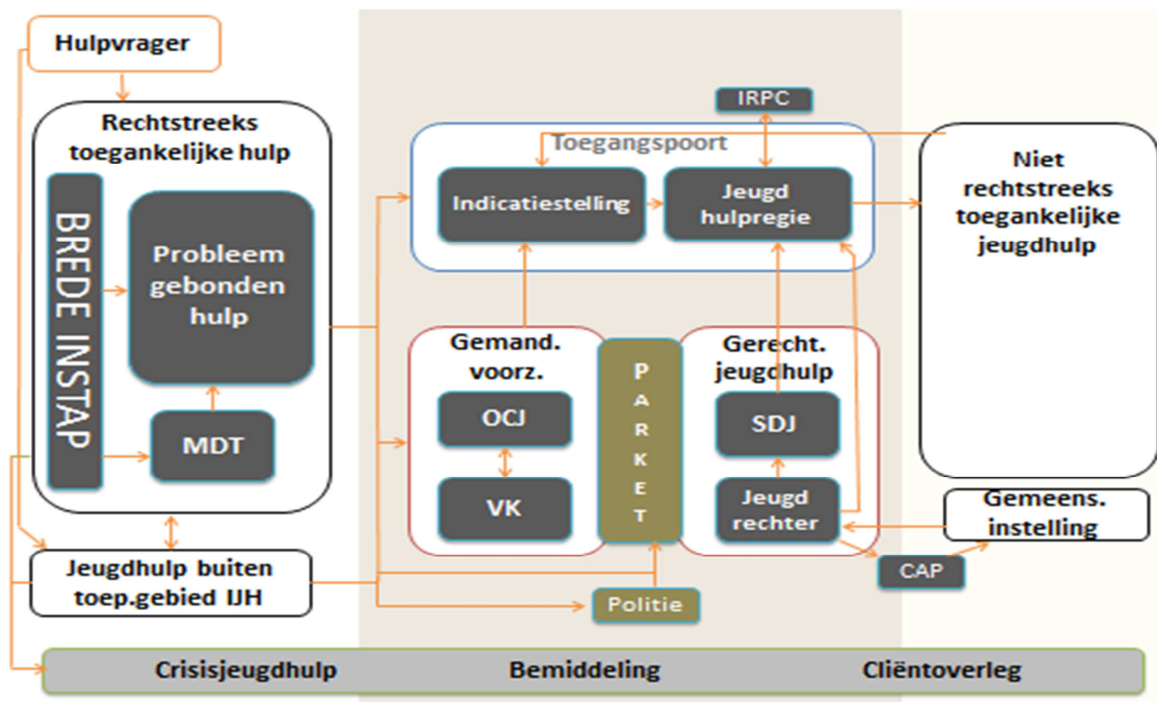 Hulpvrager
Rechtstreeks
toegankelijke hulp
BREDE INSTAP
Probleem
gebonden
hulp
MDT
Jeugdhulp buiten
toep.gebied IJH
IRPC
Toegangspoort
Indicatiestelling
Jeugd
hulpregie
Gemand.
voorz.
OCJ
VK
PARKET
Gerecht.
jeugdhulp
SDJ
Jeugd
rechter
Politie
CAP
Niet
rechtstreeks
toegankelijke
jeugdhulp
Gemeens.
instelling
Crisisjeugdhulp Bemiddeling Cliëntoverleg